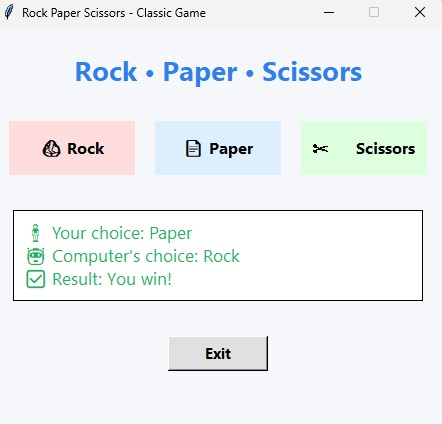 Rock Paper Scissors - Classic Game
Rock • Paper • Scissors
Rock Paper Scissors
Your choice: Paper
Computer's choice: Rock
Result: You win!
Exit